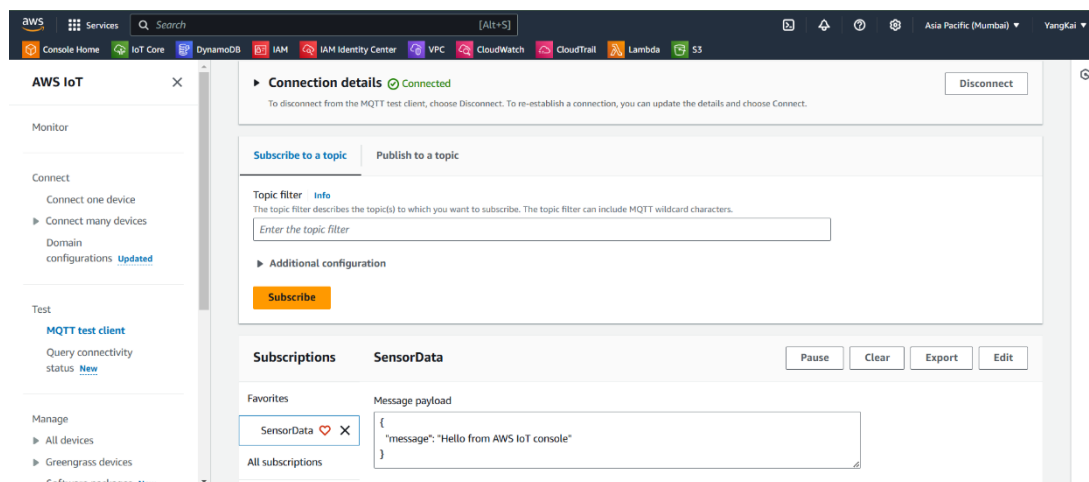 aws Services Search [Alt+S] Asia Pacific (Mumbai) YangKai
Console Home IoT Core DynamoDB IAM IAM Identity Center VPC CloudWatch CloudTrail Lambda S3
AWS IoT
Monitor
Connect
Connect one device
Connect many devices
Domain
configurations Updated
Test
MQTT test client
Query connectivity
status New
Manage
All devices
Greengrass devices
Connection details Connected
Disconnect
To disconnect from the MQTT test client, choose Disconnect. To re-establish a connection, you can update the details and choose Connect.
Subscribe to a topic Publish to a topic
Topic filter Info
The topic filter describes the topic(s) to which you want to subscribe. The topic filter can include MQTT wildcard characters.
Enter the topic filter
Additional configuration
Subscribe
Subscriptions SensorData Pause Clear Export Edit
Favorites
SensorData
All subscriptions
Message payload
{
"message": "Hello from AWS IoT console"
}